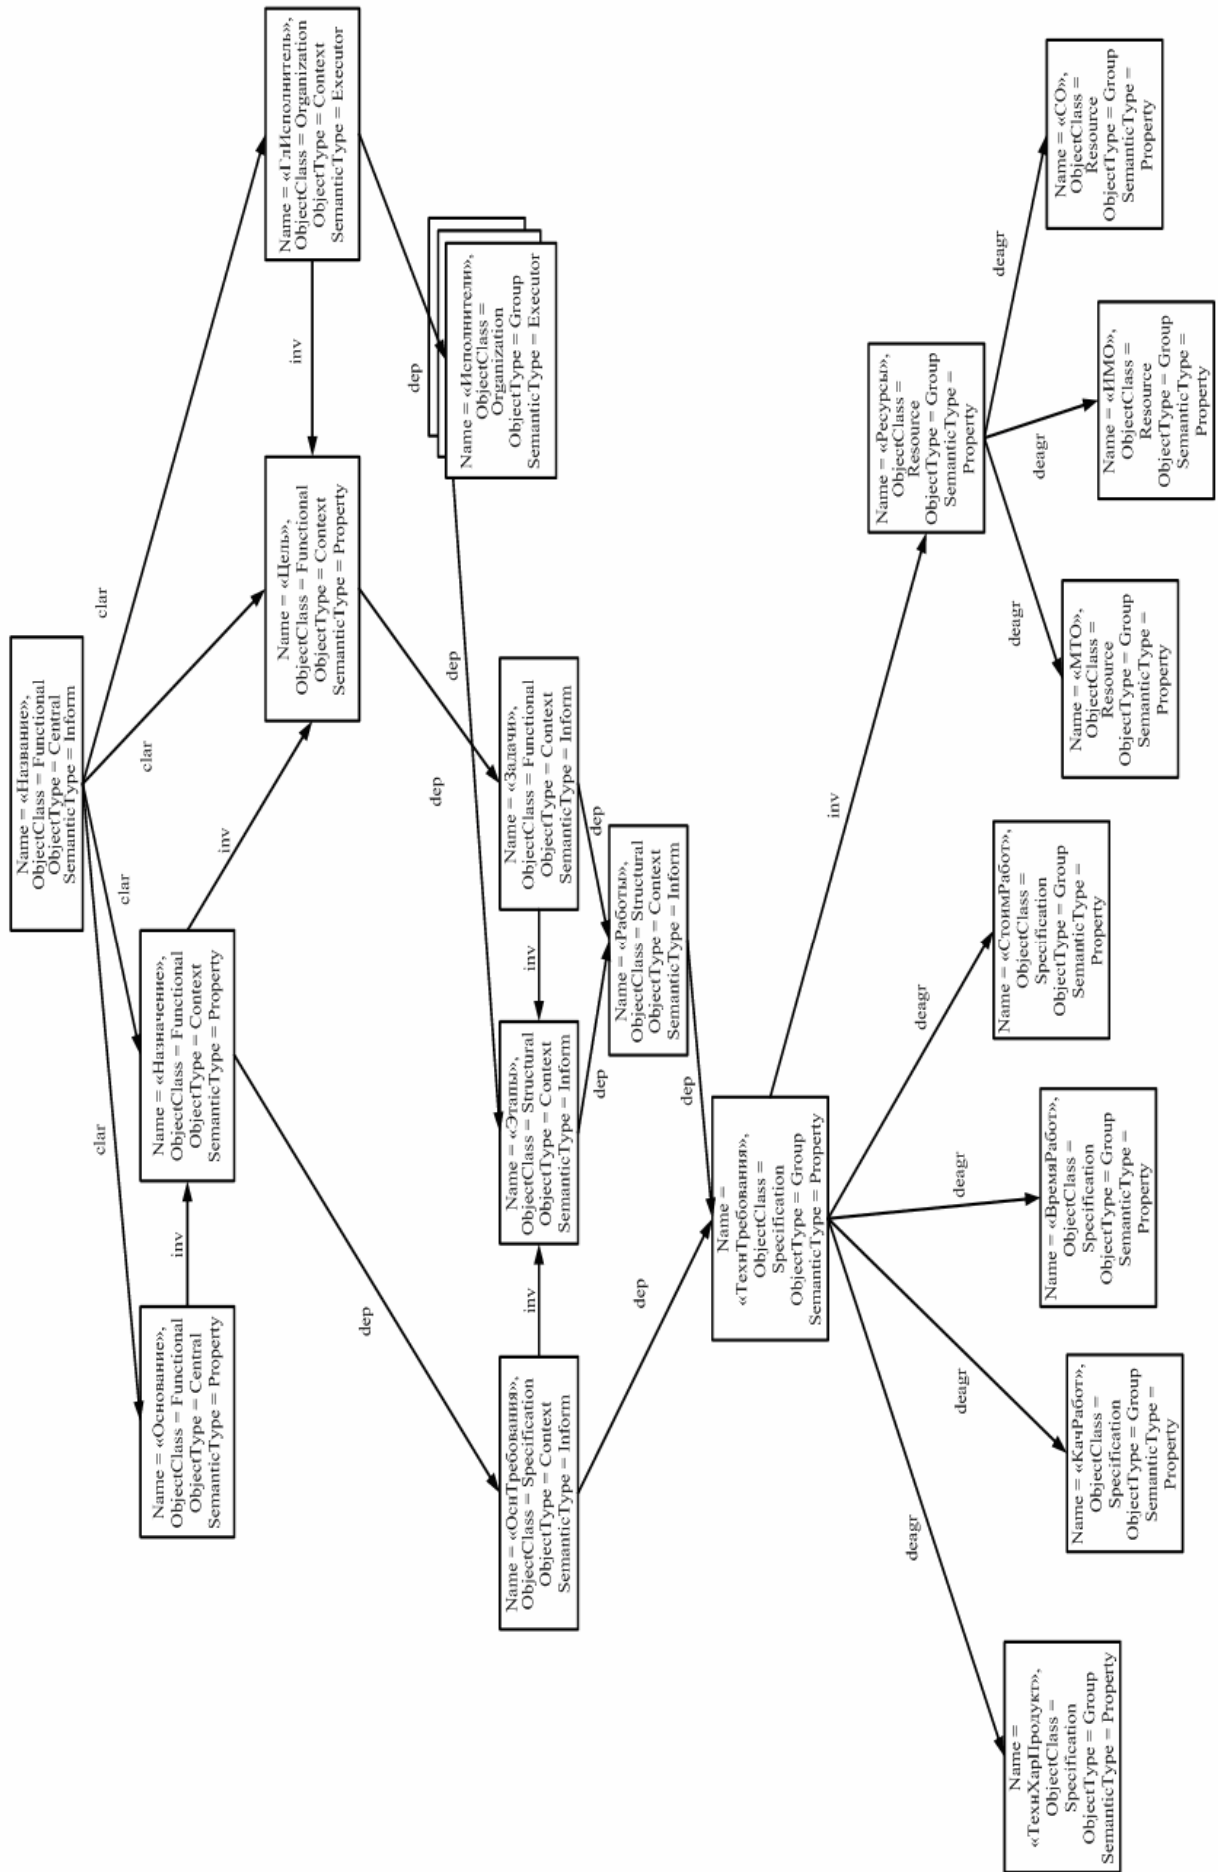 Name = «Название»,
ObjectClass = Functional
ObjectType = Central
SemanticType = Inform
clar
clar
clar
clar
Name = «Основание»,
ObjectClass = Functional
ObjectType = Central
SemanticType = Property
inv
Name = «Назначение»,
ObjectClass = Functional
ObjectType = Context
SemanticType = Property
inv
Name = «Цель»,
ObjectClass = Functional
ObjectType = Context
SemanticType = Property
inv
Name = «ГлИсполнитель»,
ObjectClass = Organization
ObjectType = Context
SemanticType = Executor
dep
dep
dep
dep
Name = «Исполнители»,
ObjectClass =
Organization
ObjectType = Group
SemanticType = Executor
Name = «ОснТребования»,
ObjectClass = Specification
ObjectType = Context
SemanticType = Inform
inv
Name = «Этапы»,
ObjectClass = Structural
ObjectType = Context
SemanticType = Inform
inv
Name = «Задачи»,
ObjectClass = Functional
ObjectType = Context
SemanticType = Inform
dep
dep
Name = «Работы»,
ObjectClass = Structural
ObjectType = Context
SemanticType = Inform
dep
dep
Name =
«ТехнТребования»,
ObjectClass =
Specification
ObjectType = Group
SemanticType = Property
inv
Name = «Ресурсы»,
ObjectClass =
Resource
ObjectType = Group
SemanticType =
Property
deagr
deagr
deagr
deagr
deagr
deagr
deagr
Name =
«ТехнХарПродукт»,
ObjectClass =
Specification
ObjectType = Group
SemanticType = Property
Name = «КачРабот»,
ObjectClass =
Specification
ObjectType = Group
SemanticType =
Property
Name = «ВремяРабот»,
ObjectClass =
Specification
ObjectType = Group
SemanticType =
Property
Name = «СтоимРабот»,
ObjectClass =
Specification
ObjectType = Group
SemanticType =
Property
Name = «МТО»,
ObjectClass =
Resource
ObjectType = Group
SemanticType =
Property
Name = «ИМО»,
ObjectClass =
Resource
ObjectType = Group
SemanticType =
Property
Name = «СО»,
ObjectClass =
Resource
ObjectType = Group
SemanticType =
Property